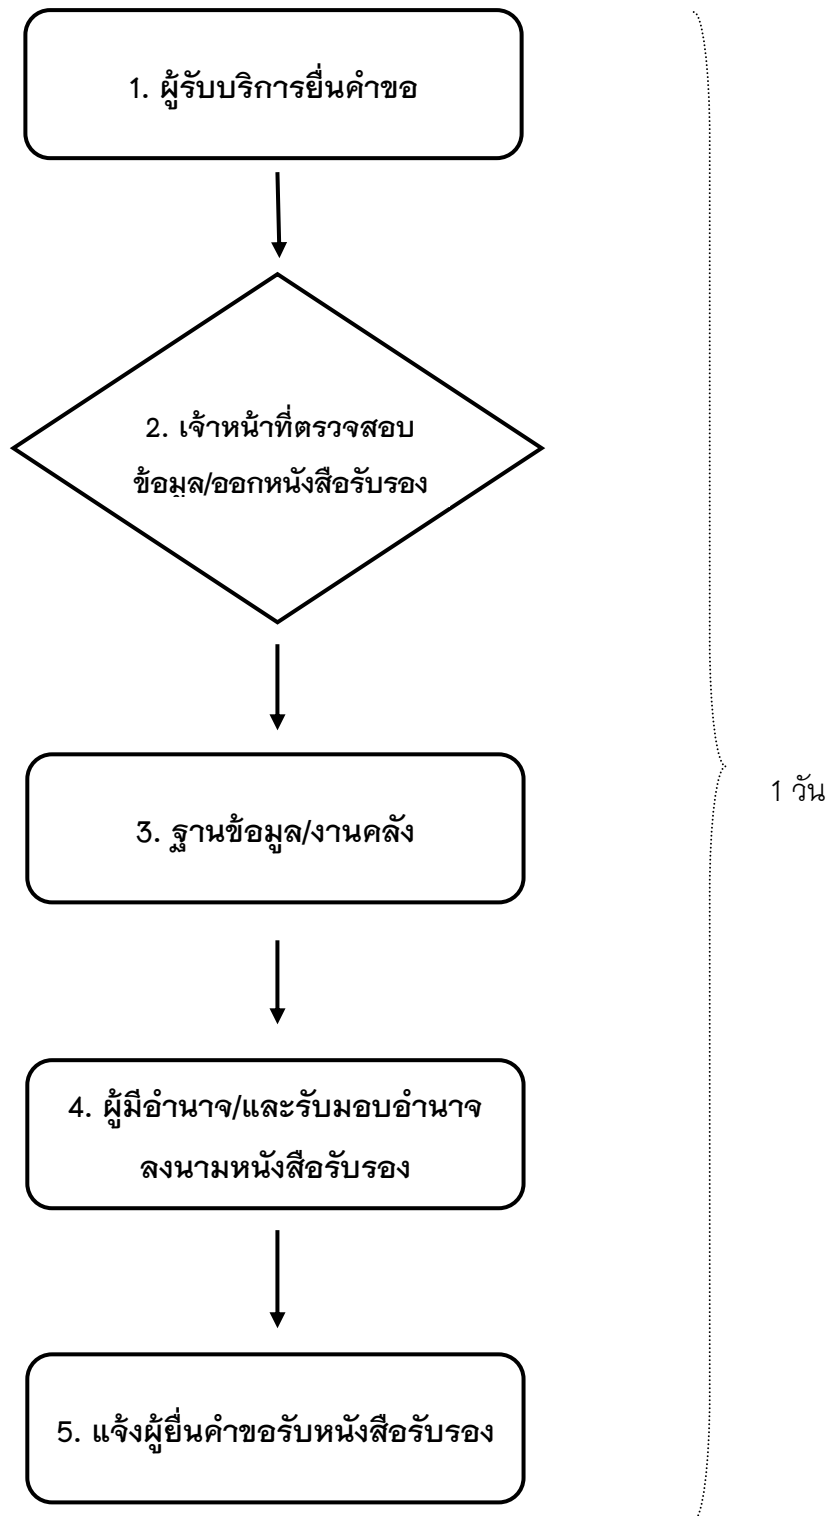 1. ผู้รับบริการยื่นคำขอ
2. เจ้าหน้าที่ตรวจสอบ
ข้อมูล/ออกหนังสือรับรอง
3. ฐานข้อมูล/งานคลัง
1 วัน
4. ผู้มีอำนาจ/และรับมอบอำนาจ
ลงนามหนังสือรับรอง
5. แจ้งผู้ยื่นคำขอรับหนังสือรับรอง